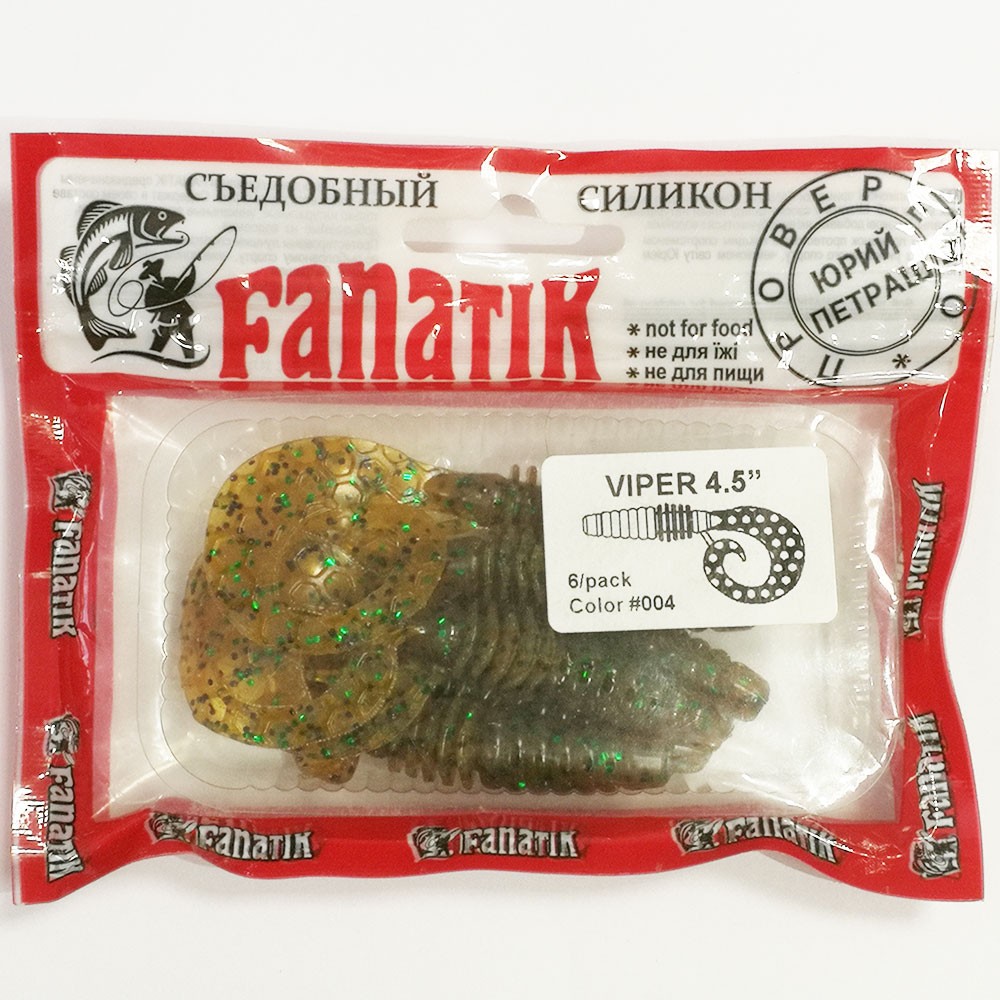 СЪЕДОБНЫЙ СИЛИКОН
FANATIK
* not for food
* не для їжі
* не для пищи
ПРОВЕРЕНО *
ЮРИЙ
ПЕТРАШ
VIPER 4.5”
6/pack
Color #004
FANATIK
FANATIK
FANATIK
FANATIK
FANATIK
FANATIK
FANATIK